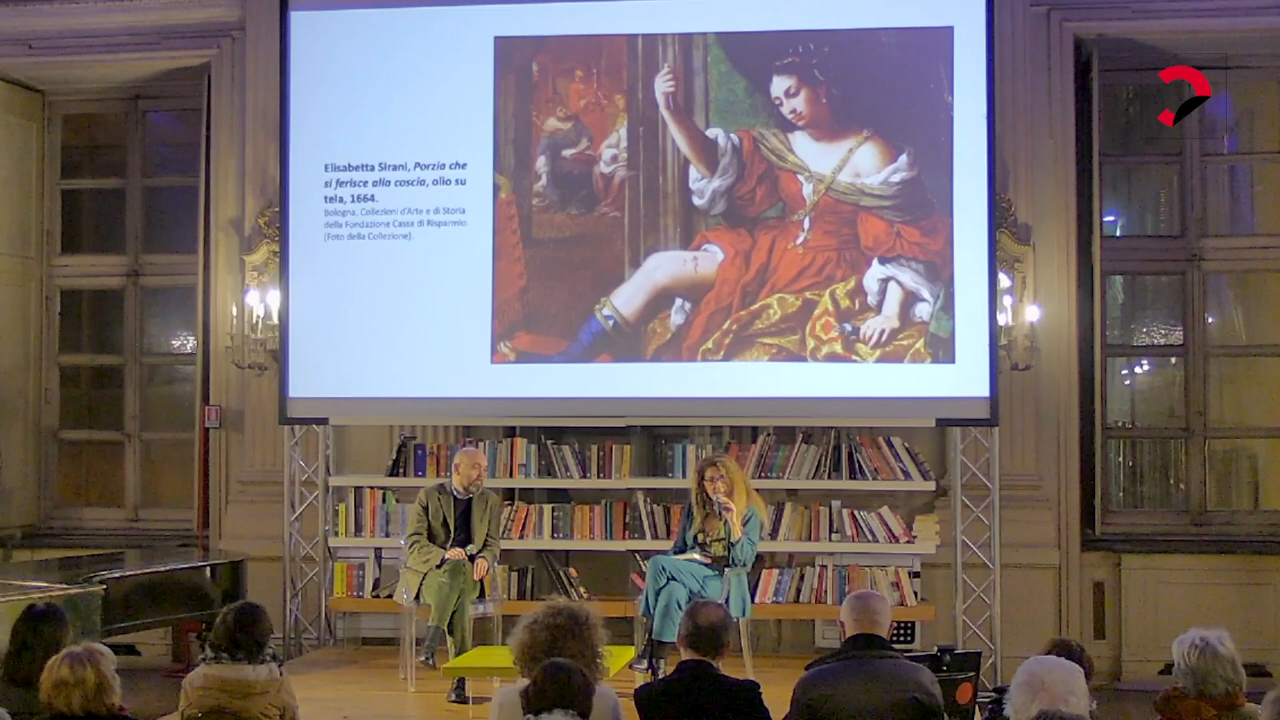 Elisabetta Sirani, Porzia che
si ferisce alla coscia, olio su
tela, 1664.
Bologna, Collezioni d'Arte e di Storia
della Fondazione Cassa di Risparmio.
(Foto della Collezione).